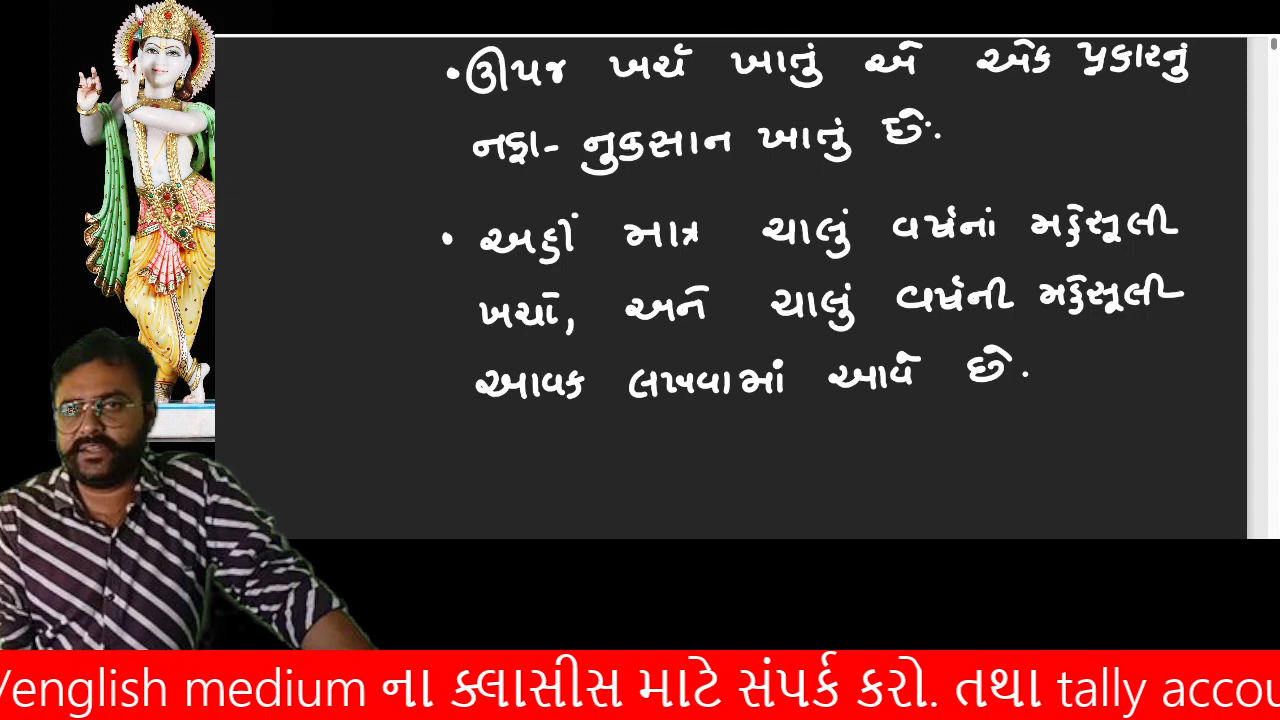 • ઊપજ ખર્ચ ખાતું એ એક પ્રકારનું
નફા- નુકસાન ખાતું છે.
• અહીં માત્ર ચાલું વર્ષનાં મહેસૂલી
ખર્ચા, અને ચાલું વર્ષની મહેસૂલી
આવક લખવામાં આવે છે.
/english medium ના ક્લાસીસ માટે સંપર્ક કરો. તથા tally accou